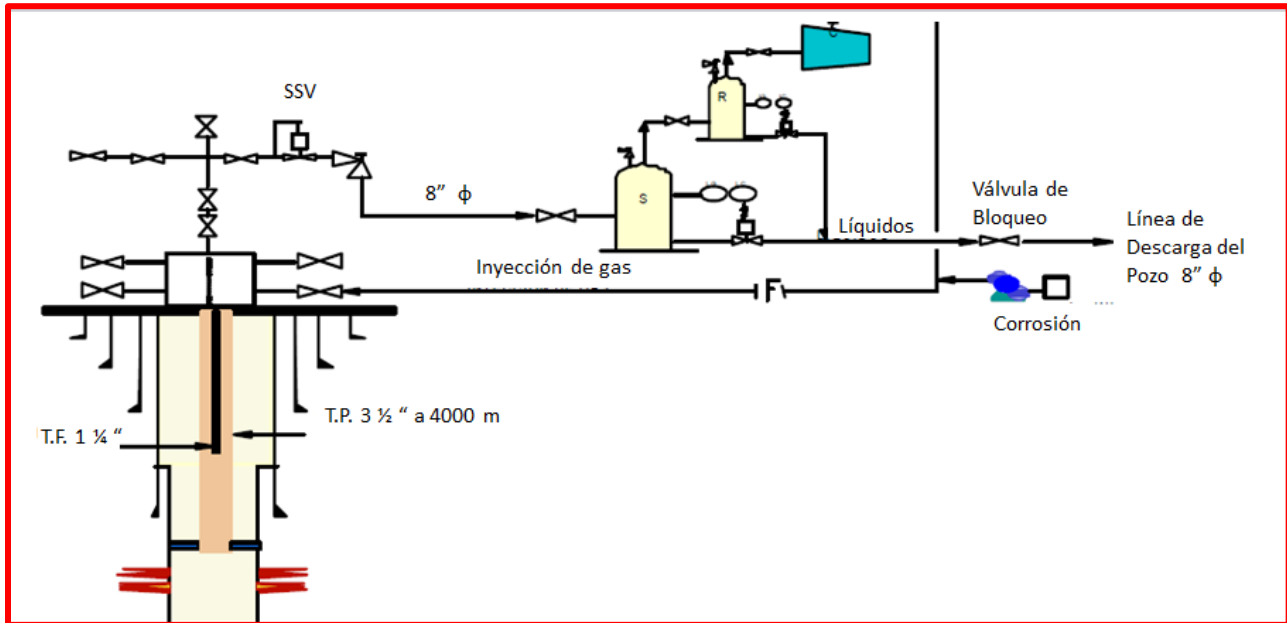 SSV
R
8” ϕ
S
Líquidos
Válvula de
Bloqueo
Línea de
Descarga del
Pozo 8” ϕ
Inyección de gas
F
Corrosión
T.P. 3 ½ “ a 4000 m
T.F. 1 ¼ “